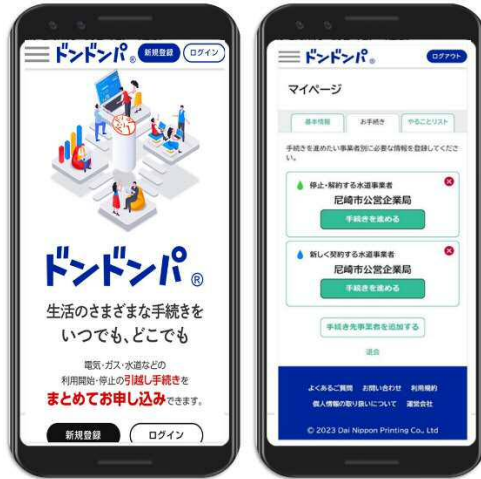 ドンドンパ® 新規登録 ログイン
ドンドンパ®
生活のさまざまな手続きを
いつでも、どこでも
電気・ガス・水道などの
利用開始・停止の引越し手続きを
まとめてお申し込みできます。
新規登録 ログイン
ドンドンパ® ログアウト
マイページ
基本情報 お手続き やることリスト
手続きを進めたい事業者別に必要な情報を登録してくださ
い。
停止・解約する水道事業者
尼崎市公営企業局
手続きを進める
新しく契約する水道事業者
尼崎市公営企業局
手続きを進める
手続き先事業者を追加する
退会
よくあるご質問 お問い合わせ 利用規約
個人情報の取り扱いについて 運営会社
© 2023 Dai Nippon Printing Co., Ltd